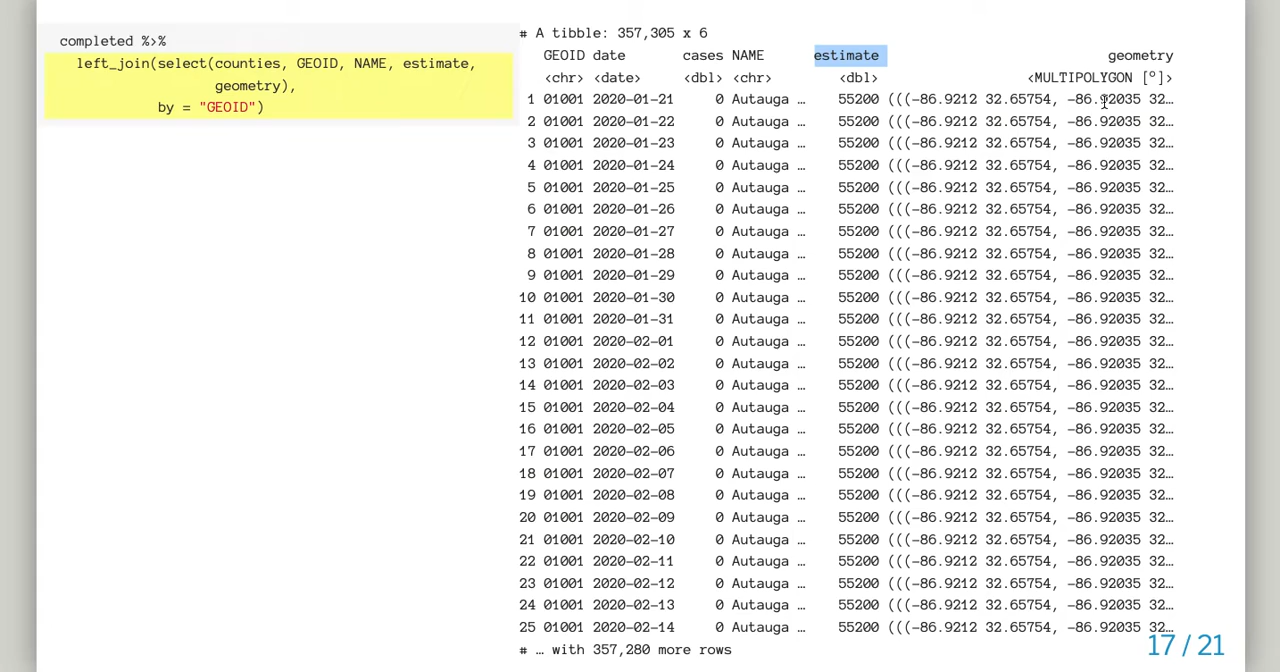 completed %>%
left_join(select(counties, GEOID, NAME, estimate,
geometry),
by = "GEOID")
# A tibble: 357,305 x 6
GEOID date cases NAME estimate geometry
<chr> <date> <dbl> <chr> <dbl> <MULTIPOLYGON [°]>
1 01001 2020-01-21 0 Autauga … 55200 (((-86.9212 32.65754, -86.92035 32…
2 01001 2020-01-22 0 Autauga … 55200 (((-86.9212 32.65754, -86.92035 32…
3 01001 2020-01-23 0 Autauga … 55200 (((-86.9212 32.65754, -86.92035 32…
4 01001 2020-01-24 0 Autauga … 55200 (((-86.9212 32.65754, -86.92035 32…
5 01001 2020-01-25 0 Autauga … 55200 (((-86.9212 32.65754, -86.92035 32…
6 01001 2020-01-26 0 Autauga … 55200 (((-86.9212 32.65754, -86.92035 32…
7 01001 2020-01-27 0 Autauga … 55200 (((-86.9212 32.65754, -86.92035 32…
8 01001 2020-01-28 0 Autauga … 55200 (((-86.9212 32.65754, -86.92035 32…
9 01001 2020-01-29 0 Autauga … 55200 (((-86.9212 32.65754, -86.92035 32…
10 01001 2020-01-30 0 Autauga … 55200 (((-86.9212 32.65754, -86.92035 32…
11 01001 2020-01-31 0 Autauga … 55200 (((-86.9212 32.65754, -86.92035 32…
12 01001 2020-02-01 0 Autauga … 55200 (((-86.9212 32.65754, -86.92035 32…
13 01001 2020-02-02 0 Autauga … 55200 (((-86.9212 32.65754, -86.92035 32…
14 01001 2020-02-03 0 Autauga … 55200 (((-86.9212 32.65754, -86.92035 32…
15 01001 2020-02-04 0 Autauga … 55200 (((-86.9212 32.65754, -86.92035 32…
16 01001 2020-02-05 0 Autauga … 55200 (((-86.9212 32.65754, -86.92035 32…
17 01001 2020-02-06 0 Autauga … 55200 (((-86.9212 32.65754, -86.92035 32…
18 01001 2020-02-07 0 Autauga … 55200 (((-86.9212 32.65754, -86.92035 32…
19 01001 2020-02-08 0 Autauga … 55200 (((-86.9212 32.65754, -86.92035 32…
20 01001 2020-02-09 0 Autauga … 55200 (((-86.9212 32.65754, -86.92035 32…
21 01001 2020-02-10 0 Autauga … 55200 (((-86.9212 32.65754, -86.92035 32…
22 01001 2020-02-11 0 Autauga … 55200 (((-86.9212 32.65754, -86.92035 32…
23 01001 2020-02-12 0 Autauga … 55200 (((-86.9212 32.65754, -86.92035 32…
24 01001 2020-02-13 0 Autauga … 55200 (((-86.9212 32.65754, -86.92035 32…
25 01001 2020-02-14 0 Autauga … 55200 (((-86.9212 32.65754, -86.92035 32…
# … with 357,280 more rows
17 / 21